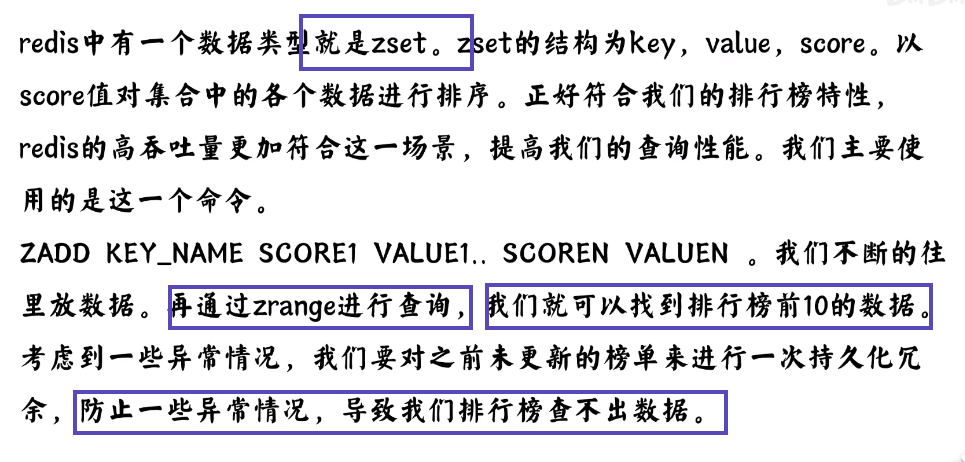 redis中有一个数据类型就是zset。zset的结构为key，value，score。以
score值对集合中的各个数据进行排序。正好符合我们的排行榜特性，
redis的高吞吐量更加符合这一场景，提高我们的查询性能。我们主要使
用的是这一个命令。
ZADD KEY_NAME SCORE1 VALUE1.. SCOREN VALUEN 。我们不断的往
里放数据。再通过zrange进行查询，我们就可以找到排行榜前10的数据。
考虑到一些异常情况，我们要对之前未更新的榜单来进行一次持久化冗
余，防止一些异常情况，导致我们排行榜查不出数据。